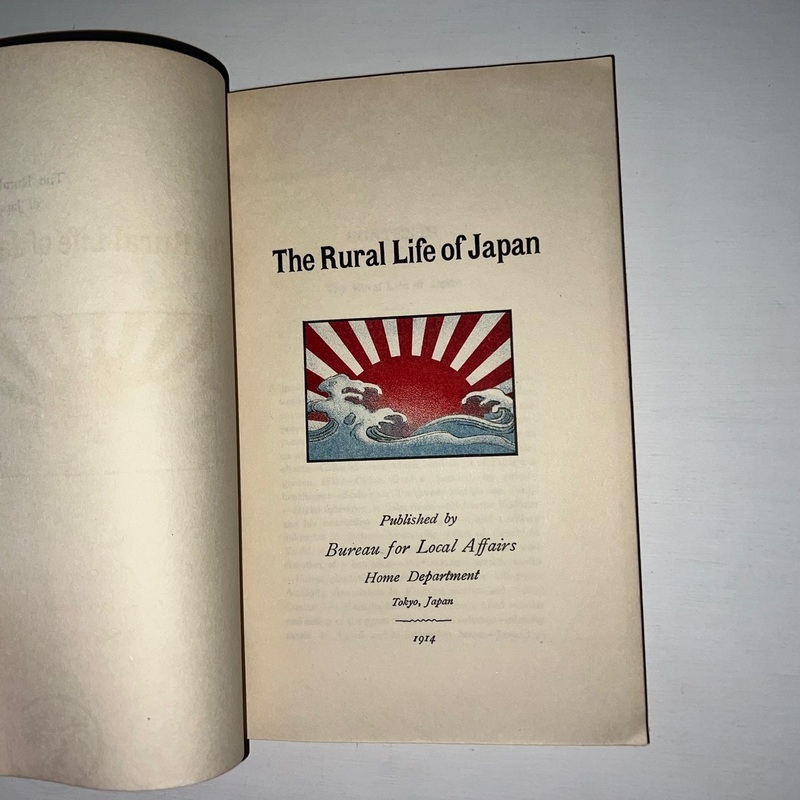 The Rural Life of Japan
Published by
Bureau for Local Affairs
Home Department
Tokyo, Japan
1914